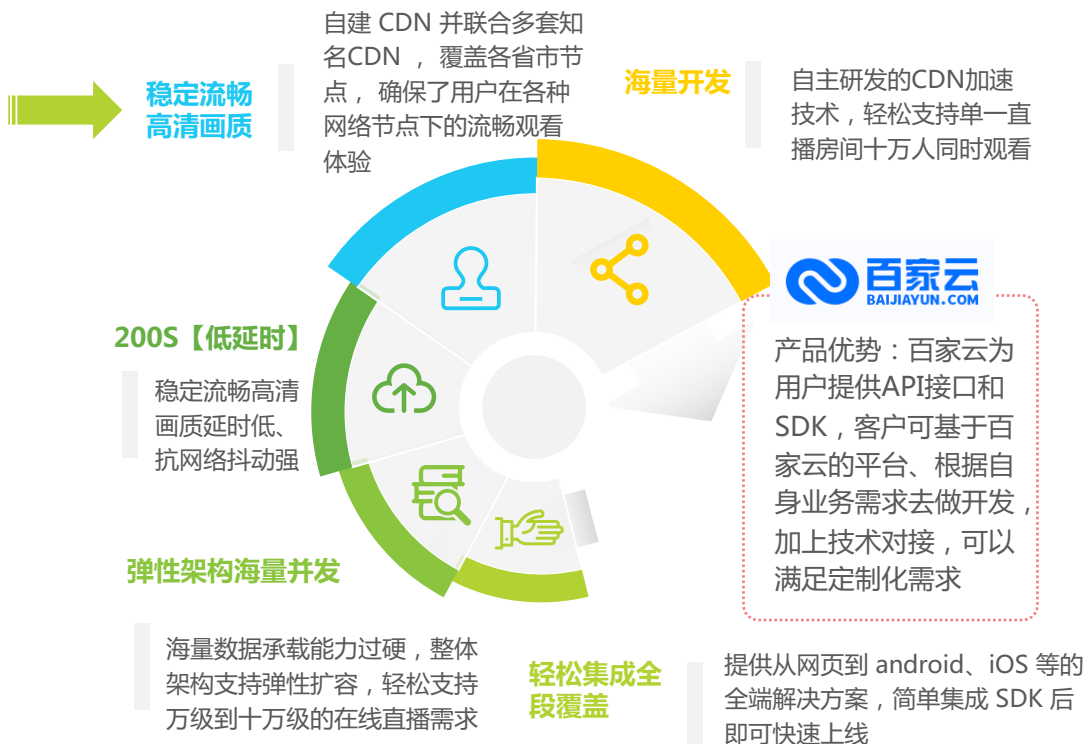 稳定流畅
高清画质
自建 CDN 并联合多套知
名CDN ， 覆盖各省市节
点， 确保了用户在各种
网络节点下的流畅观看
体验
海量开发
自主研发的CDN加速
技术，轻松支持单一直
播房间十万人同时观看
百家云
BAIJIAYUN.COM
产品优势：百家云为
用户提供API接口和
SDK，客户可基于百
家云的平台、根据自
身业务需求去做开发，
加上技术对接，可以
满足定制化需求
200S【低延时】
稳定流畅高清
画质延时低、
抗网络抖动强
弹性架构海量并发
海量数据承载能力过硬，整体
架构支持弹性扩容，轻松支持
万级到十万级的在线直播需求
轻松集成全
段覆盖
提供从网页到 android、iOS 等的
全端解决方案，简单集成 SDK 后
即可快速上线